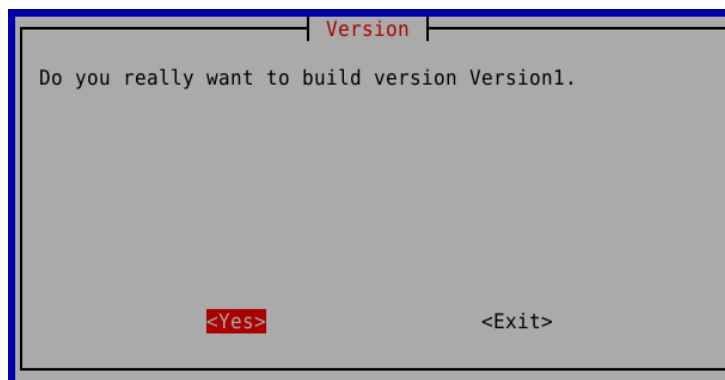 Version
Do you really want to build version Version1.
<Yes> <Exit>